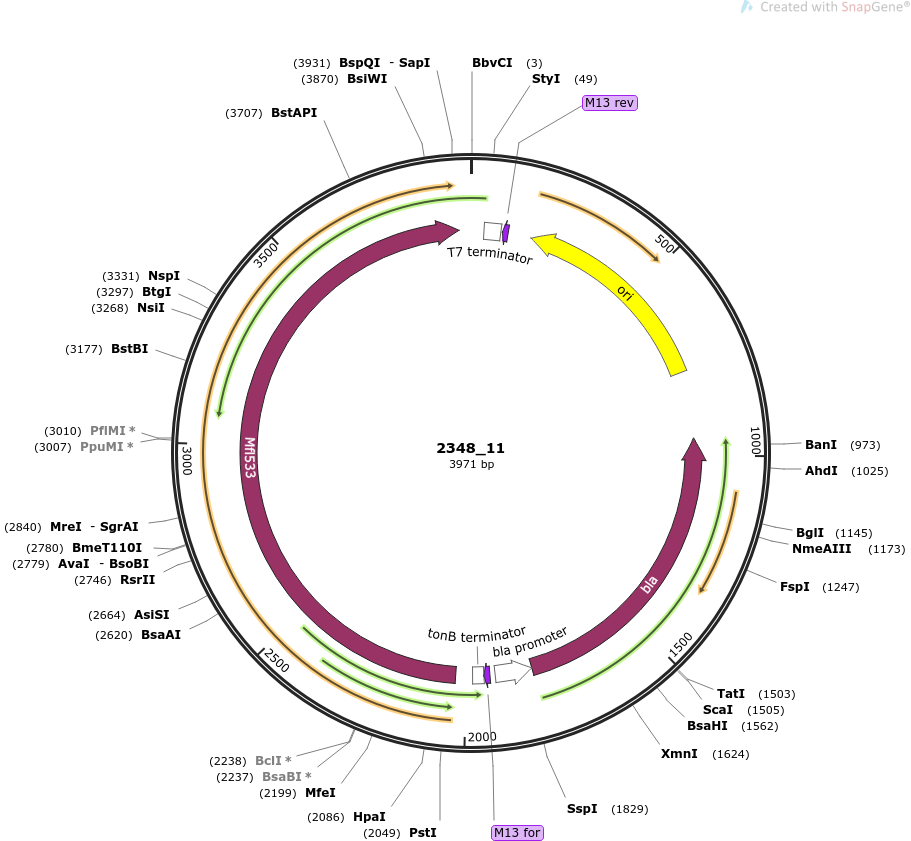 Created with SnapGene®
(3931) BspQI - SapI
(3870) BsiWI
(3707) BstAPI
BbvCI (3)
StyI (49)
M13 rev
T7 terminator
ori
500
1000
1500
2000
2500
3000
3500
(3331) NspI
(3297) BtgI
(3268) NsiI
(3177) BstBI
(3010) PflMI *
(3007) PpuMI *
Mfl533
2348_11
3971 bp
BanI (973)
AhdI (1025)
BglI (1145)
NmeAIII (1173)
FspI (1247)
(2840) MreI - SgrAI
(2780) BmeT110I
(2779) AvaI - BsoBI
(2746) RsrII
(2664) AsiSI
(2620) BsaAI
bla
tonB terminator
bla promoter
TatI (1503)
ScaI (1505)
BsaHI (1562)
XmnI (1624)
SspI (1829)
(2238) BclI *
(2237) BsaBI *
(2199) MfeI
(2086) HpaI
(2049) PstI
M13 for